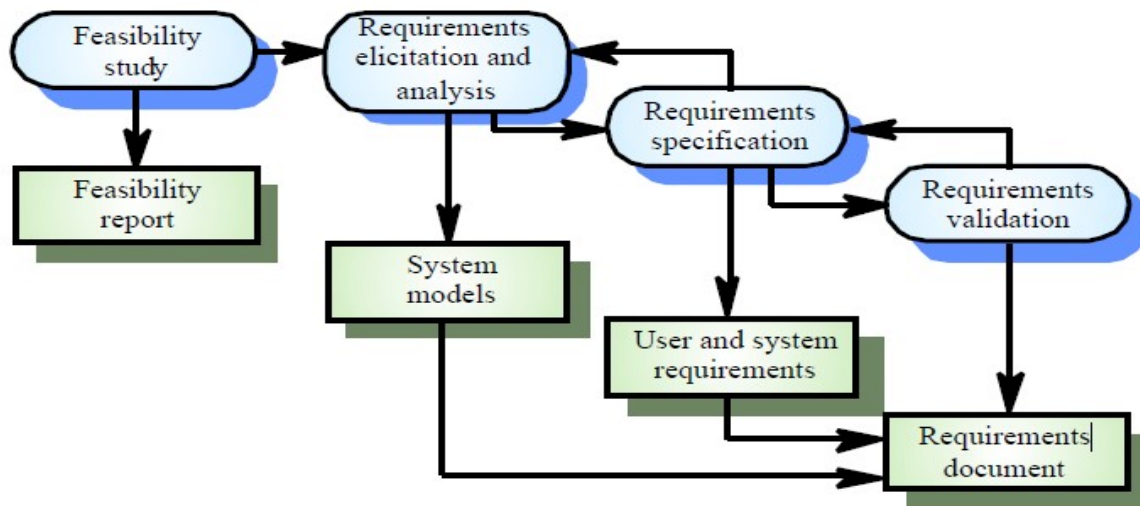 Feasibility
study
Requirements
elicitation and
analysis
Requirements
specification
Requirements
validation
Feasibility
report
System
models
User and system
requirements
Requirements
document